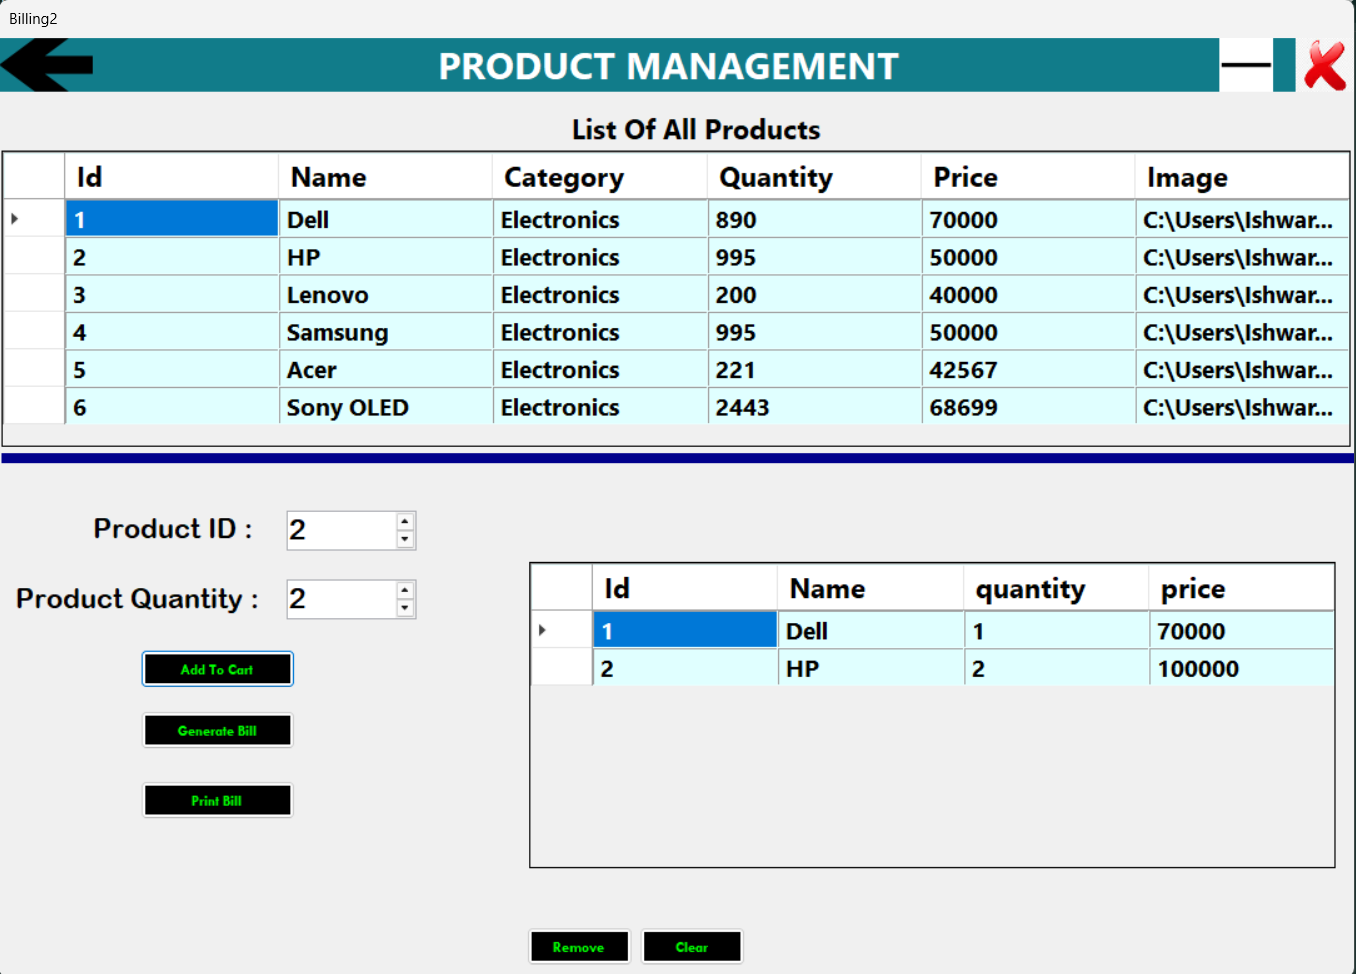 Billing2
PRODUCT MANAGEMENT
List Of All Products
Id Name Category Quantity Price Image
1 Dell Electronics 890 70000 C:\Users\Ishwar...
2 HP Electronics 995 50000 C:\Users\Ishwar...
3 Lenovo Electronics 200 40000 C:\Users\Ishwar...
4 Samsung Electronics 995 50000 C:\Users\Ishwar...
5 Acer Electronics 221 42567 C:\Users\Ishwar...
6 Sony OLED Electronics 2443 68699 C:\Users\Ishwar...
Product ID : 2
Product Quantity : 2
Add To Cart
Generate Bill
Print Bill
Id Name quantity price
1 Dell 1 70000
2 HP 2 100000
Remove Clear